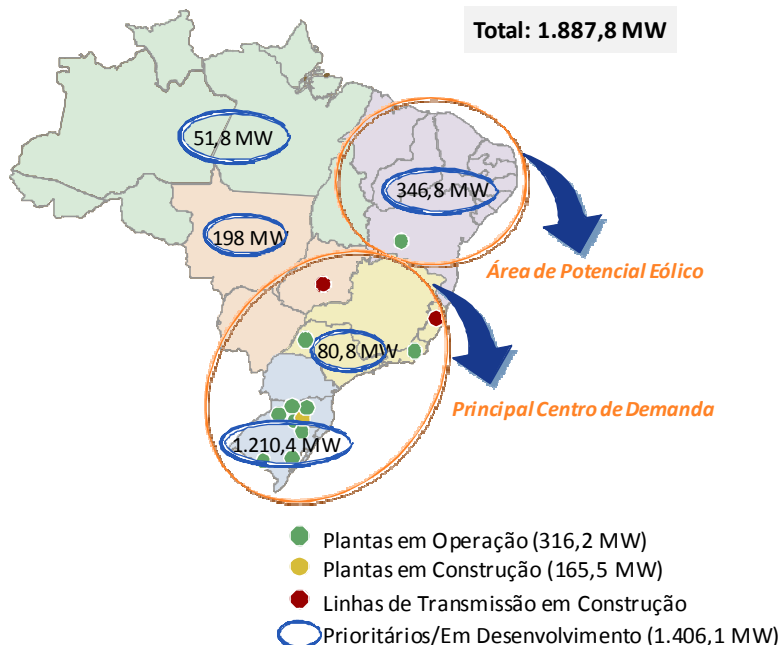 Total: 1.887,8 MW
51,8 MW
346,8 MW
198 MW
Área de Potencial Eólico
80,8 MW
Principal Centro de Demanda
1.210,4 MW
Plantas em Operação (316,2 MW)
Plantas em Construção (165,5 MW)
Linhas de Transmissão em Construção
Prioritários/Em Desenvolvimento (1.406,1 MW)